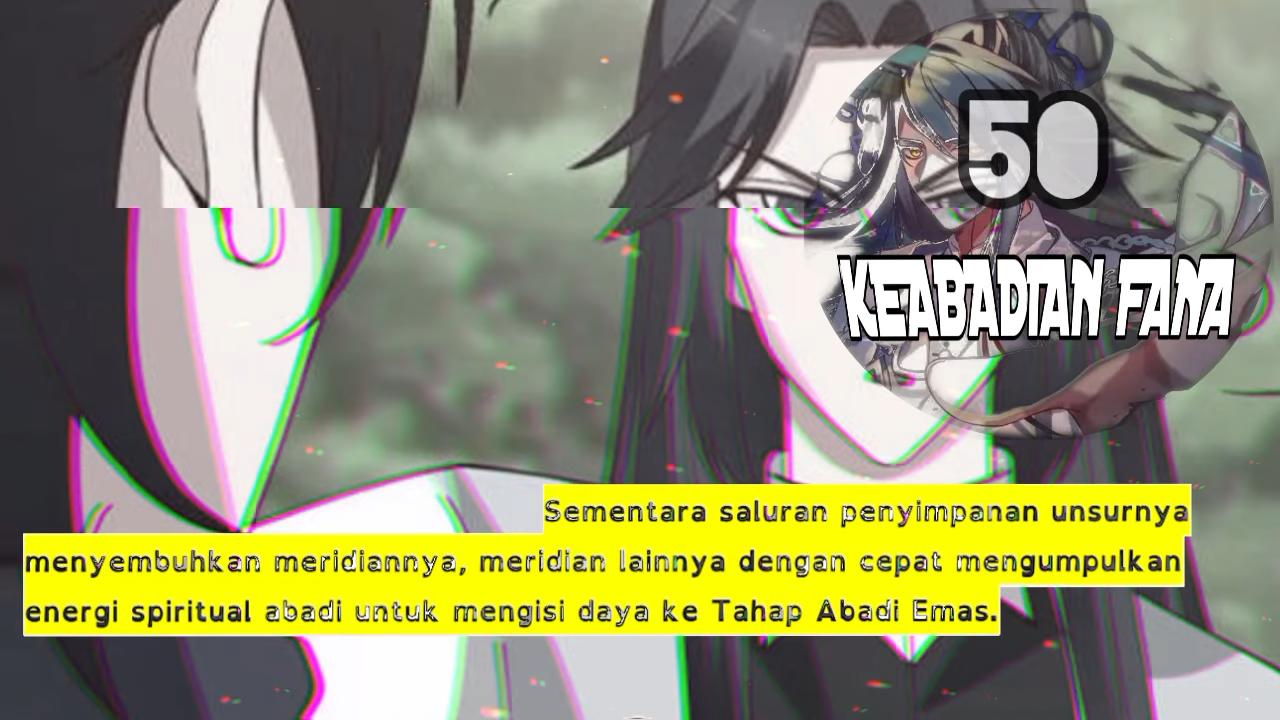 50
KEABADIAN FANA
Sementara saluran penyimpanan unsurnya
menyembuhkan meridiannya, meridian lainnya dengan cepat mengumpulkan
energi spiritual abadi untuk mengisi daya ke Tahap Abadi Emas.